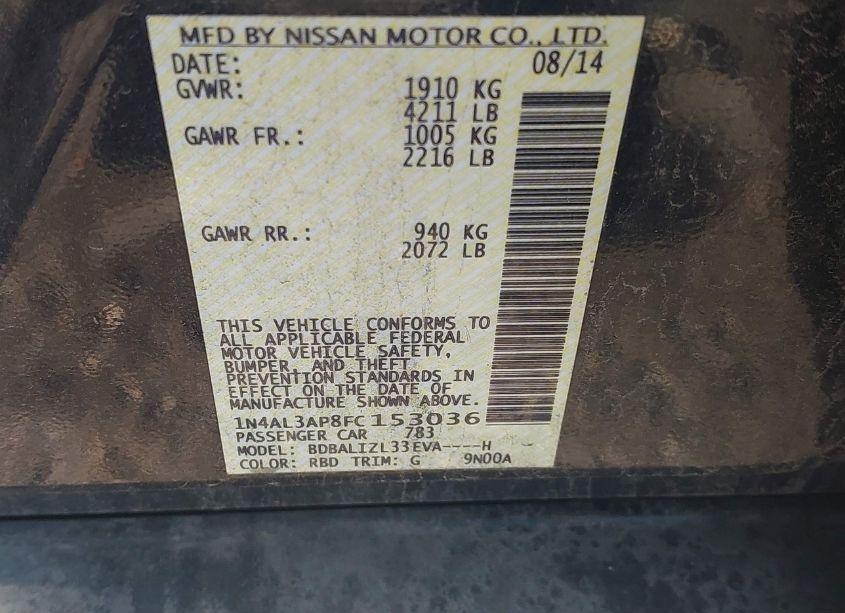 MFD BY NISSAN MOTOR CO., LTD.
DATE: 08/14
GVWR: 1910 KG
4211 LB
GAWR FR.: 1005 KG
2216 LB
GAWR RR.: 940 KG
2072 LB
THIS VEHICLE CONFORMS TO
ALL APPLICABLE FEDERAL
MOTOR VEHICLE SAFETY,
BUMPER, AND THEFT
PREVENTION STANDARDS IN
EFFECT ON THE DATE OF
MANUFACTURE SHOWN ABOVE.
1N4AL3AP8FC153036
PASSENGER CAR 783
MODEL: BDBALIZL33EVA----H
COLOR: RBD TRIM: G 9N00A